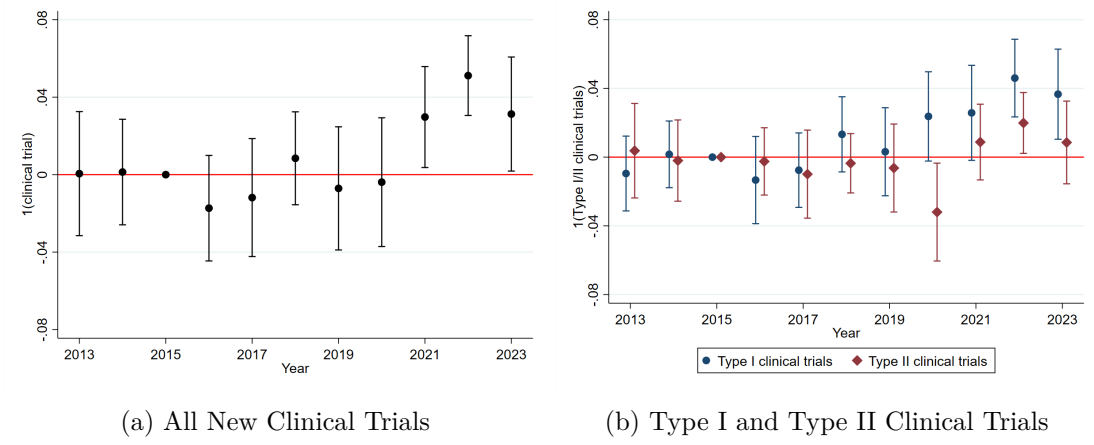 .08
.04
0
-.04
-.08
1(clinical trial)
2013 2015 2017 2019 2021 2023
Year
(a) All New Clinical Trials
.08
.04
0
-.04
-.08
1(Type I/II clinical trials)
2013 2015 2017 2019 2021 2023
Year
Type I clinical trials Type II clinical trials
(b) Type I and Type II Clinical Trials